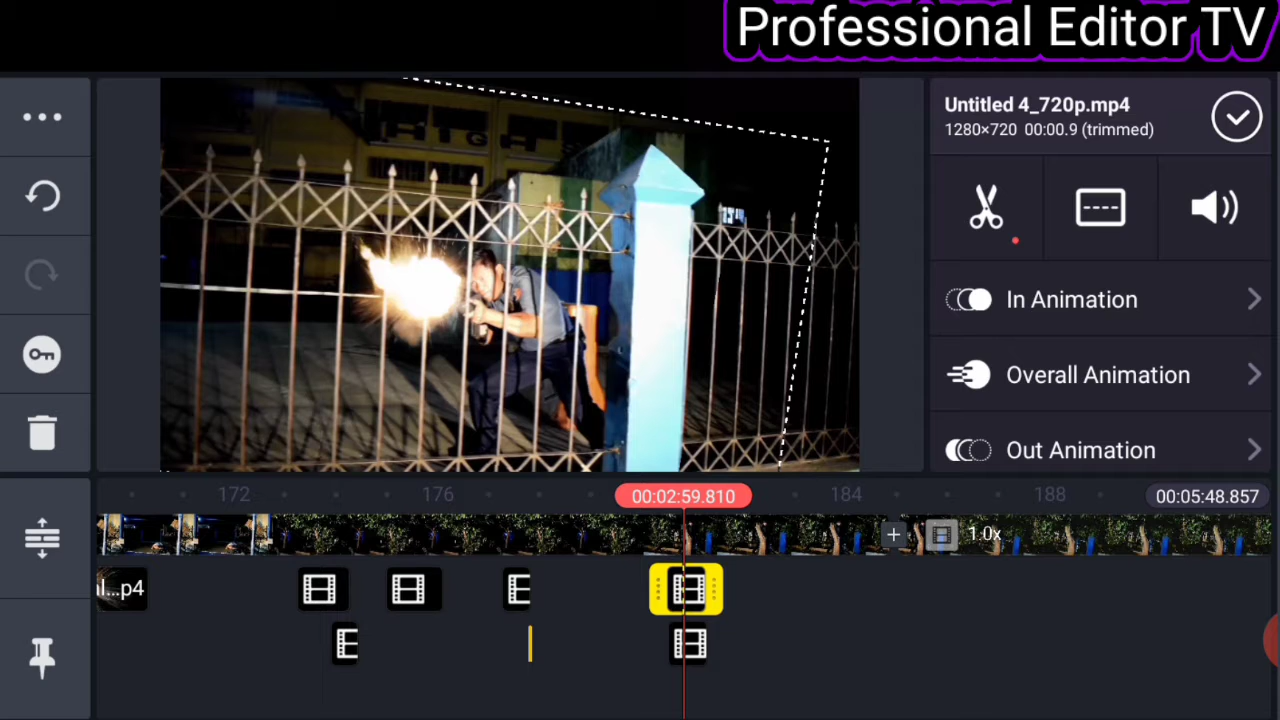 Professional Editor TV
HIGH S
Untitled 4_720p.mp4
1280×720 00:00.9 (trimmed)
In Animation
Overall Animation
Out Animation
172
176
00:02:59.810
184
188
00:05:48.857
1.0x
l...p4